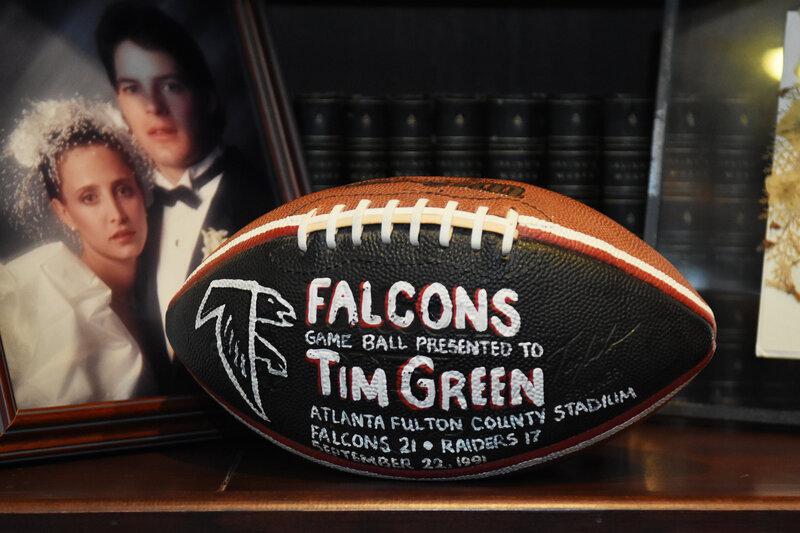 FALCONS
GAME BALL PRESENTED TO
TIM GREEN
ATLANTA FULTON COUNTY STADIUM
FALCONS 21 • RAIDERS 17
SEPTEMBER 22, 1991